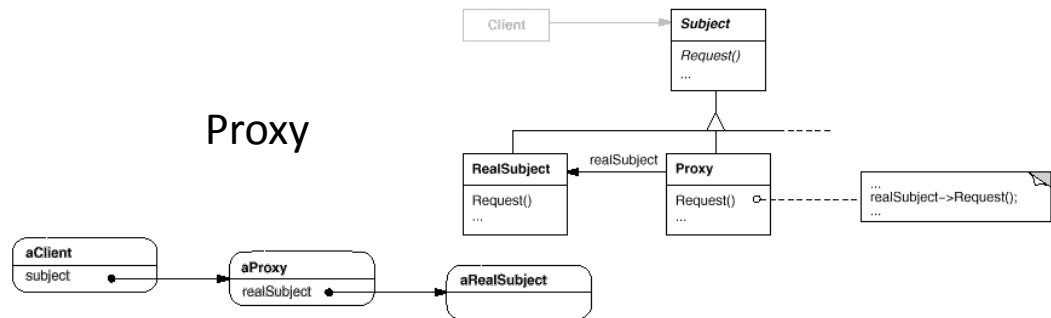 Client
Subject
Request()
...
Proxy
realSubject
RealSubject
Request()
...
Proxy
Request()
...
...
realSubject->Request();
...
aClient
subject
aProxy
realSubject
aRealSubject